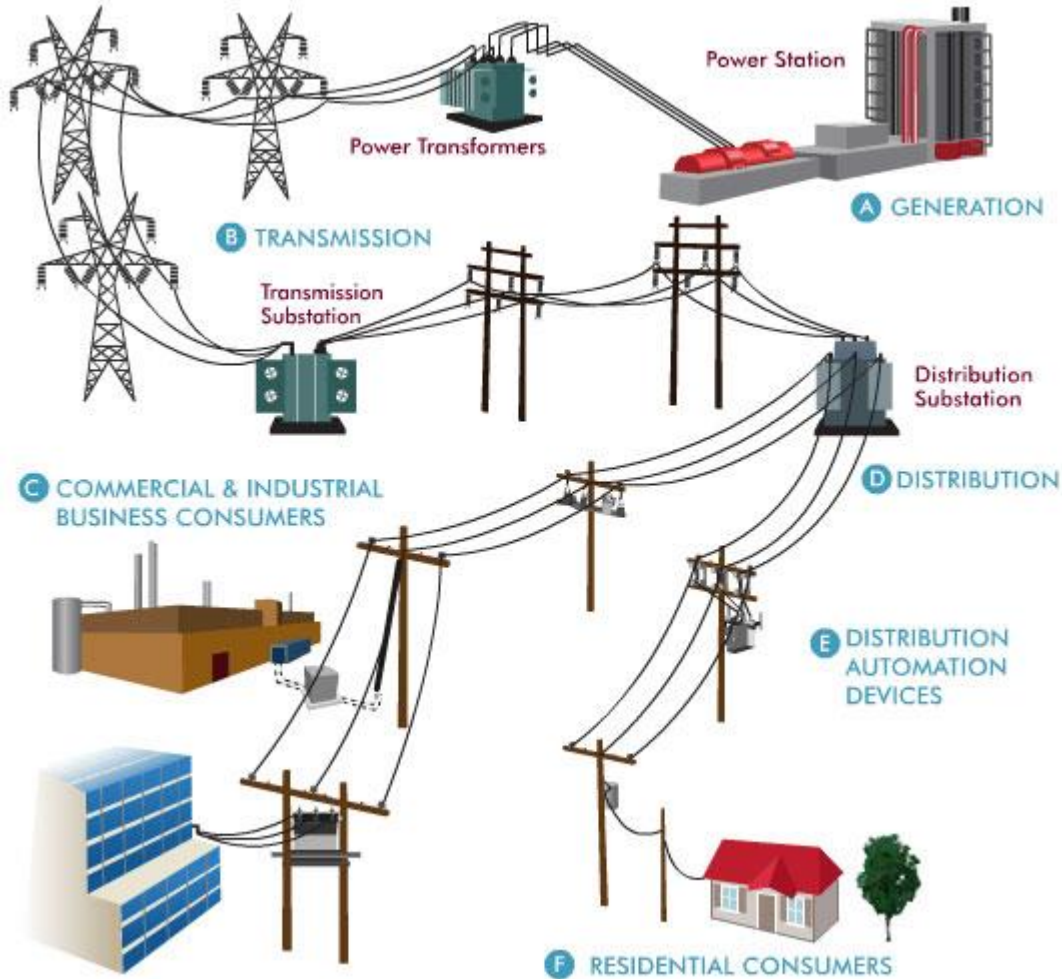 Power Station
Power Transformers
A GENERATION
B TRANSMISSION
Transmission
Substation
Distribution
Substation
C COMMERCIAL & INDUSTRIAL
BUSINESS CONSUMERS
D DISTRIBUTION
E DISTRIBUTION
AUTOMATION
DEVICES
F RESIDENTIAL CONSUMERS